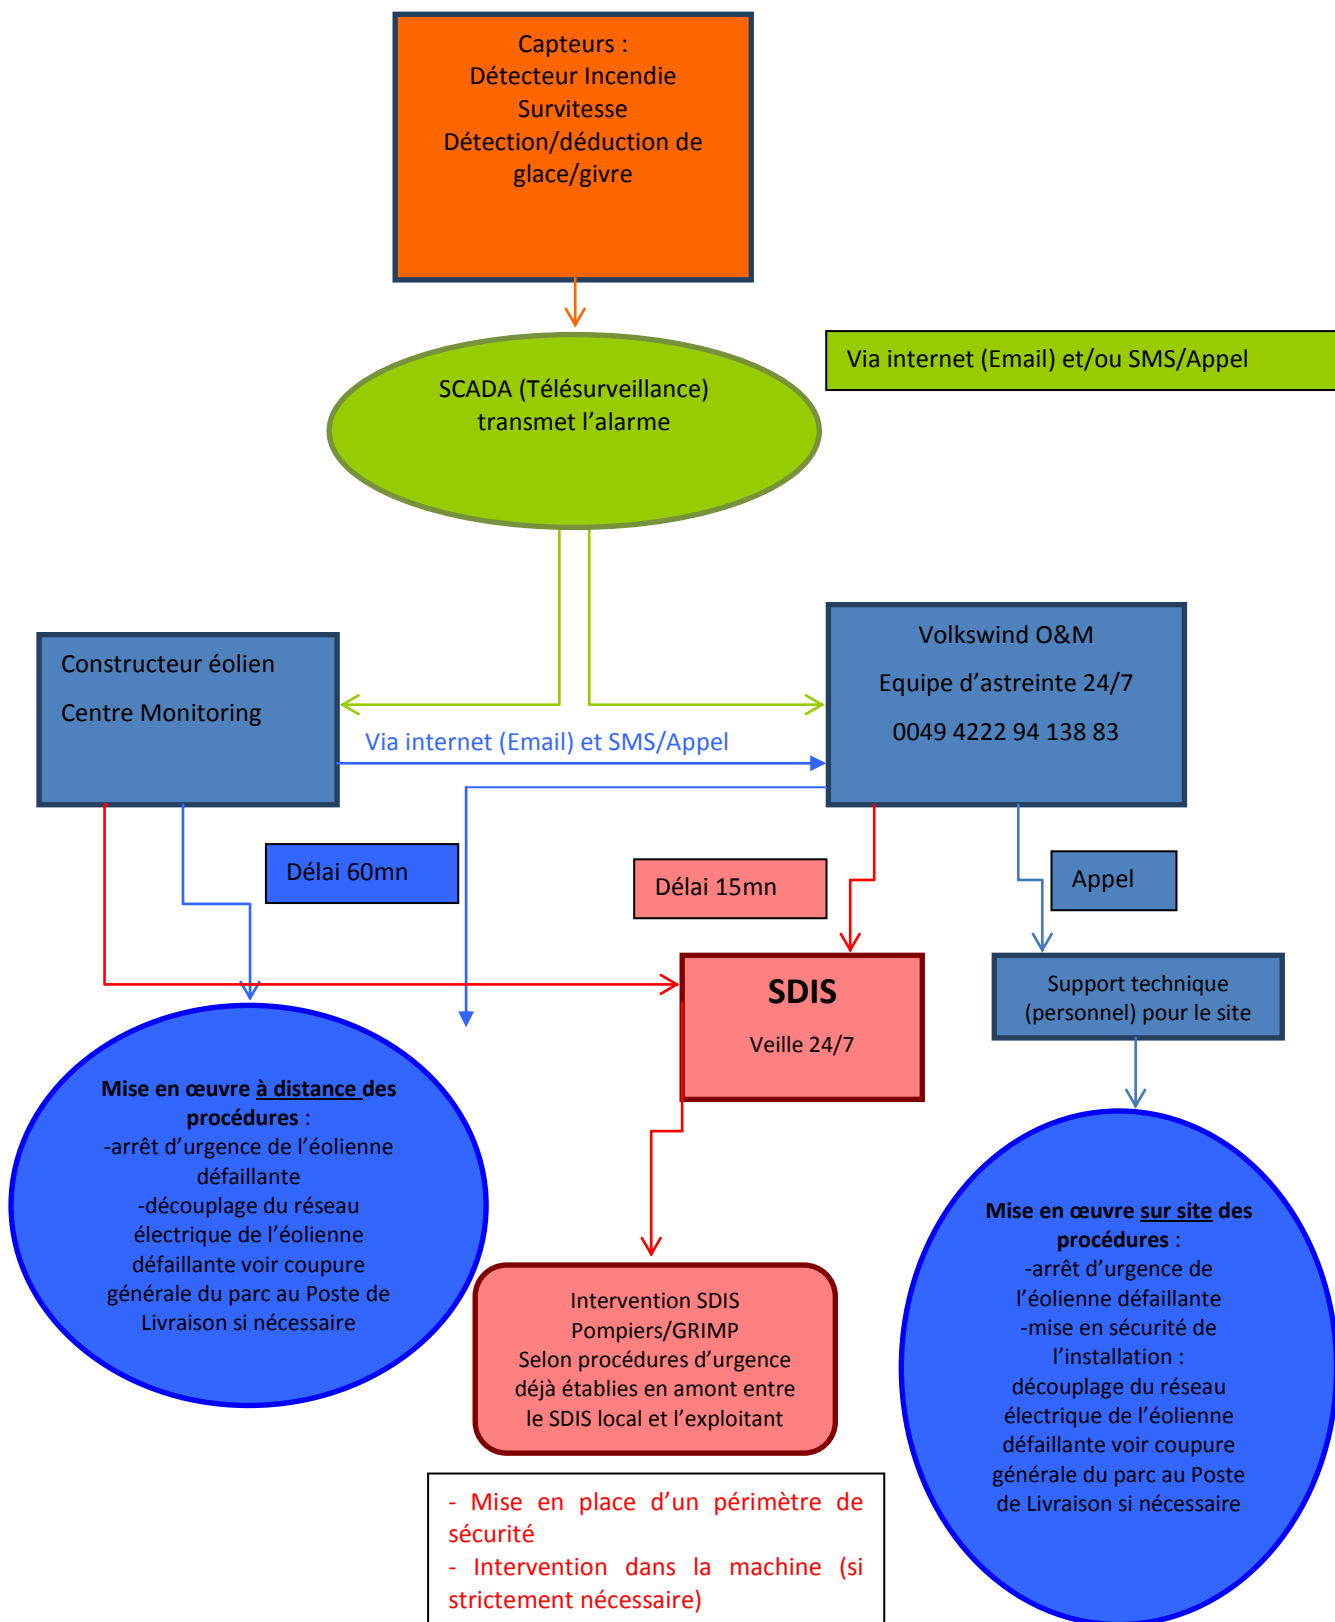 Capteurs :
Détecteur Incendie
Survitesse
Détection/déduction de
glace/givre
Via internet (Email) et/ou SMS/Appel
SCADA (Télésurveillance)
transmet l’alarme
Constructeur éolien
Centre Monitoring
Volkswind O&M
Equipe d’astreinte 24/7
0049 4222 94 138 83
Via internet (Email) et SMS/Appel
Délai 60mn
Délai 15mn
Appel
SDIS
Veille 24/7
Support technique
(personnel) pour le site
Mise en œuvre à distance des
procédures :
-arrêt d’urgence de l’éolienne
défaillante
-découplage du réseau
électrique de l’éolienne
défaillante voir coupure
générale du parc au Poste de
Livraison si nécessaire
Intervention SDIS
Pompiers/GRIMP
Selon procédures d’urgence
déjà établies en amont entre
le SDIS local et l’exploitant
Mise en œuvre sur site des
procédures :
-arrêt d’urgence de
l’éolienne défaillante
-mise en sécurité de
l’installation :
découplage du réseau
électrique de l’éolienne
défaillante voir coupure
générale du parc au Poste
de Livraison si nécessaire
- Mise en place d’un périmètre de
sécurité
- Intervention dans la machine (si
strictement nécessaire)